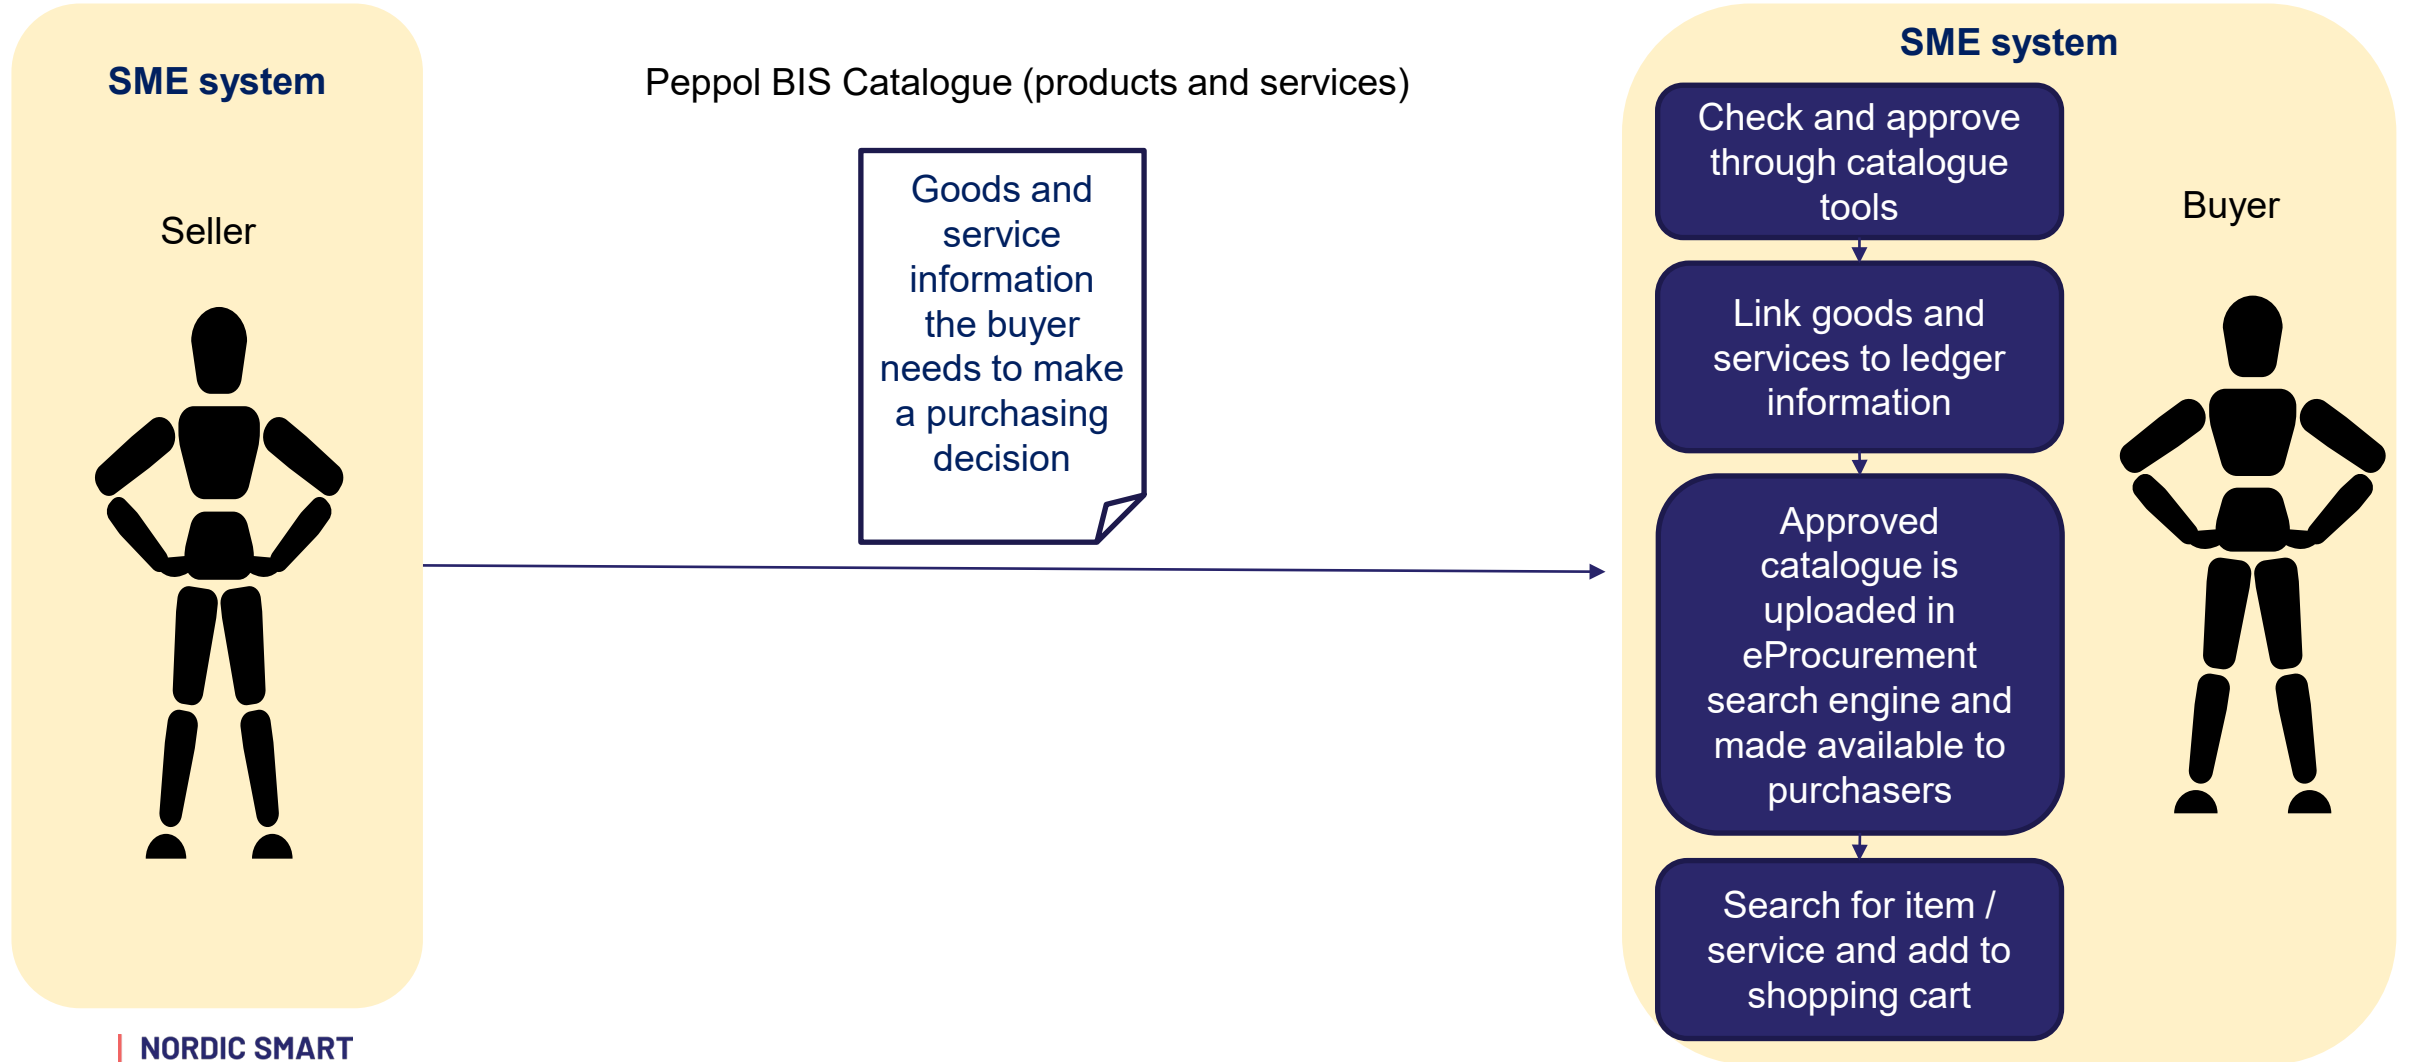 SME system
Seller
Peppol BIS Catalogue (products and services)
Goods and
service
information
the buyer
needs to make
a purchasing
decision
SME system
Check and approve
through catalogue
tools
Link goods and
services to ledger
information
Approved
catalogue is
uploaded in
eProcurement
search engine and
made available to
purchasers
Search for item /
service and add to
shopping cart
Buyer
NORDIC SMART